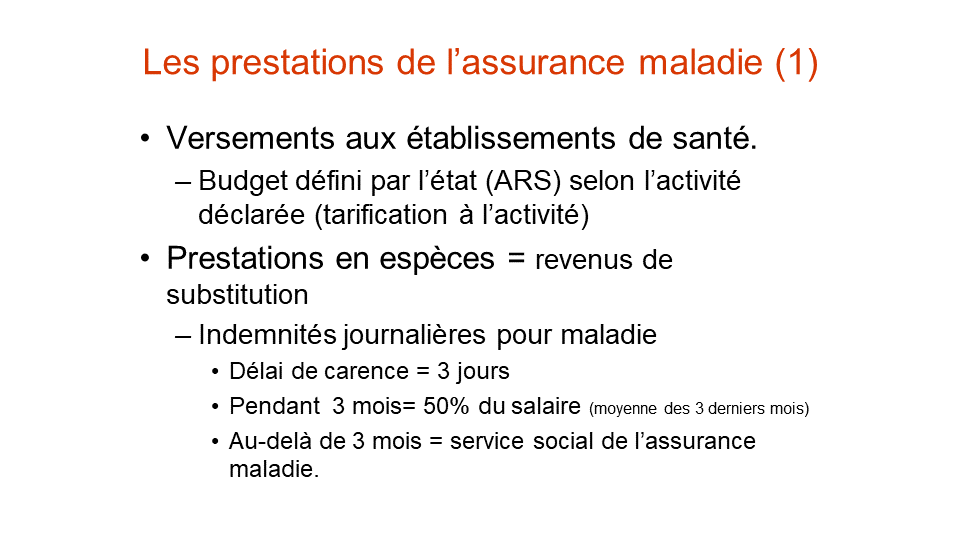 Les prestations de l’assurance maladie (1)
• Versements aux établissements de santé.
– Budget défini par l’état (ARS) selon l’activité
déclarée (tarification à l’activité)
• Prestations en espèces = revenus de
substitution
– Indemnités journalières pour maladie
• Délai de carence = 3 jours
• Pendant  3 mois= 50% du salaire (moyenne des 3 derniers mois)
• Au-delà de 3 mois = service social de l’assurance
maladie.